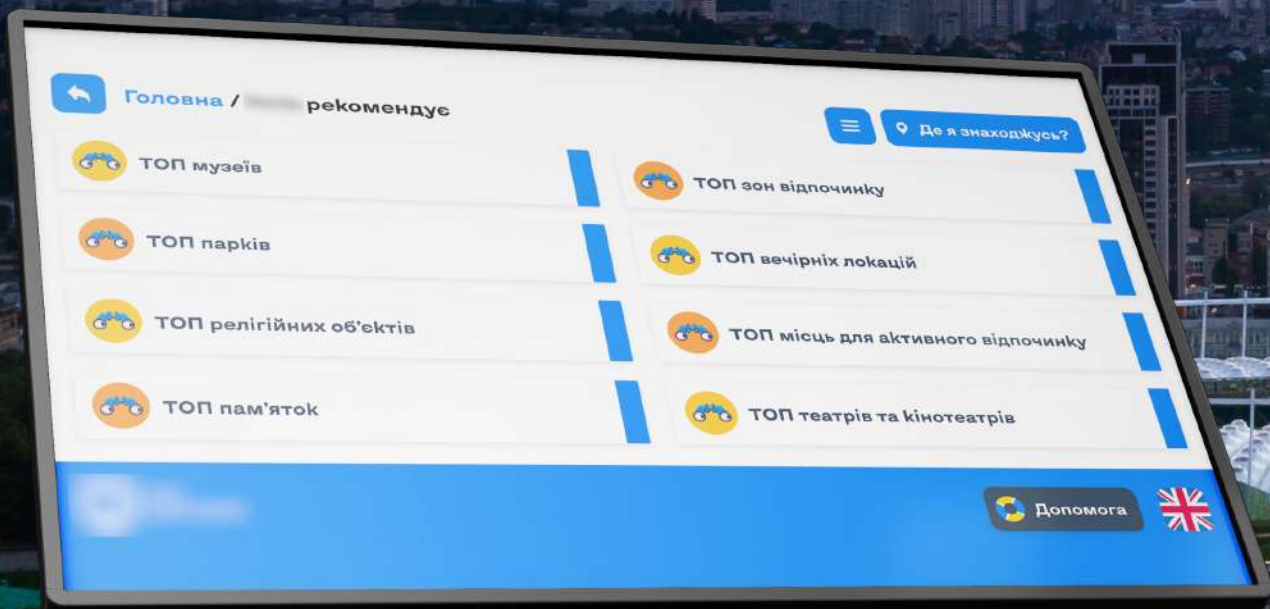 Головна / рекомендує
Де я знаходжусь?
ТОП музеїв
ТОП зон відпочинку
ТОП парків
ТОП вечірніх локацій
ТОП релігійних об'єктів
ТОП місць для активного відпочинку
ТОП пам'яток
ТОП театрів та кінотеатрів
Допомога